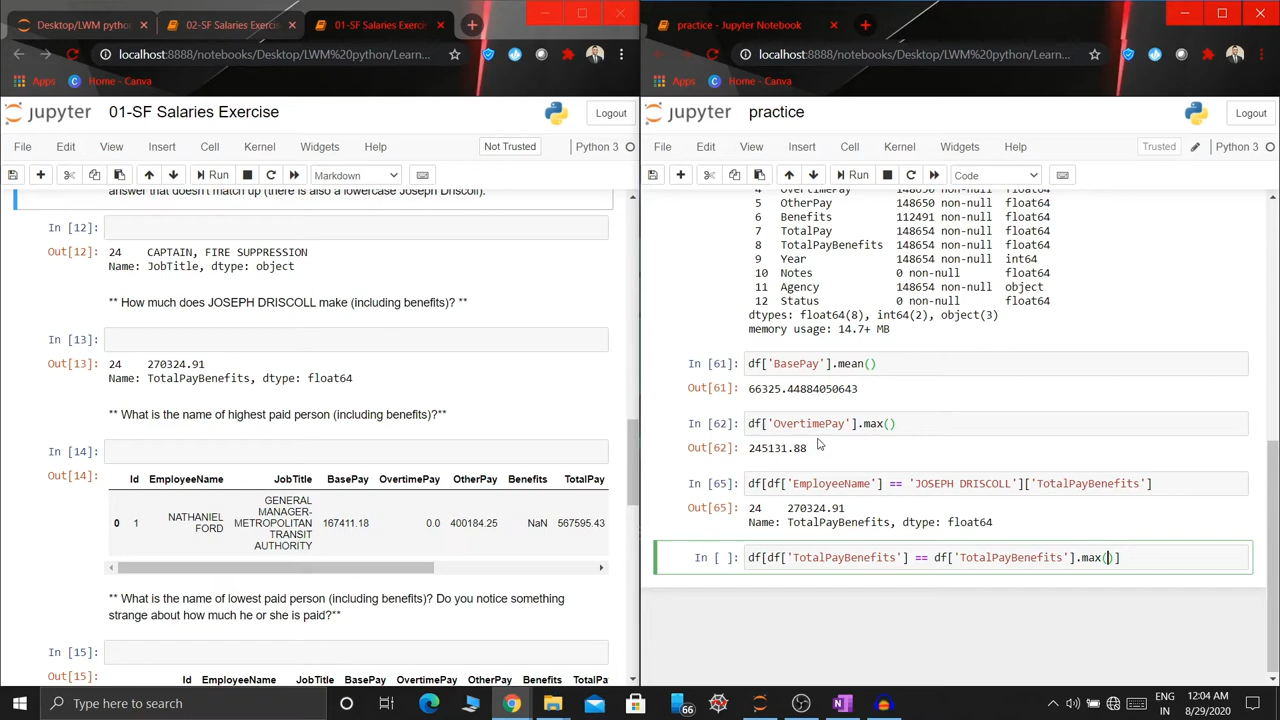 Desktop/LWM pytho
02-SF Salaries Exercise
01-SF Salaries Exerc
localhost:8888/notebooks/Desktop/LWM%20python/Learn...
Apps
Home - Canva
jupyter
01-SF Salaries Exercise
Logout
File
Edit
View
Insert
Cell
Kernel
Widgets
Help
Not Trusted
Python 3
Run
Markdown
answer that doesn't match up (there is also a lowercase Joseph Driscoll).
In [12]:
Out[12]: 24 CAPTAIN, FIRE SUPPRESSION
Name: JobTitle, dtype: object
** How much does JOSEPH DRISCOLL make (including benefits)? **
In [13]:
Out[13]: 24 270324.91
Name: TotalPayBenefits, dtype: float64
** What is the name of highest paid person (including benefits)?**
In [14]:
Out[14]:
Id EmployeeName JobTitle BasePay OvertimePay OtherPay Benefits TotalPay
0 1 NATHANIEL FORD GENERAL MANAGER-METROPOLITAN TRANSIT AUTHORITY 167411.18 0.0 400184.25 NaN 567595.43
** What is the name of lowest paid person (including benefits)? Do you notice something
strange about how much he or she is paid?**
In [15]:
Out[15]:
Id EmployeeName JobTitle BasePay OvertimePay OtherPay Benefits TotalPa
practice - Jupyter Notebook
localhost:8888/notebooks/Desktop/LWM%20python/Learn...
Apps
Home - Canva
jupyter
practice
Logout
File
Edit
View
Insert
Cell
Kernel
Widgets
Help
Trusted
Python 3
Run
Code
4 OvertimePay 148650 non-null float64
5 OtherPay 148650 non-null float64
6 Benefits 112491 non-null float64
7 TotalPay 148654 non-null float64
8 TotalPayBenefits 148654 non-null float64
9 Year 148654 non-null int64
10 Notes 0 non-null float64
11 Agency 148654 non-null object
12 Status 0 non-null float64
dtypes: float64(8), int64(2), object(3)
memory usage: 14.7+ MB
In [61]: df['BasePay'].mean()
Out[61]: 66325.44884050643
In [62]: df['OvertimePay'].max()
Out[62]: 245131.88
In [65]: df[df['EmployeeName'] == 'JOSEPH DRISCOLL']['TotalPayBenefits']
Out[65]: 24 270324.91
Name: TotalPayBenefits, dtype: float64
In [ ]: df[df['TotalPayBenefits'] == df['TotalPayBenefits'].max()]
Type here to search
66
ENG
IN
12:04 AM
8/29/2020